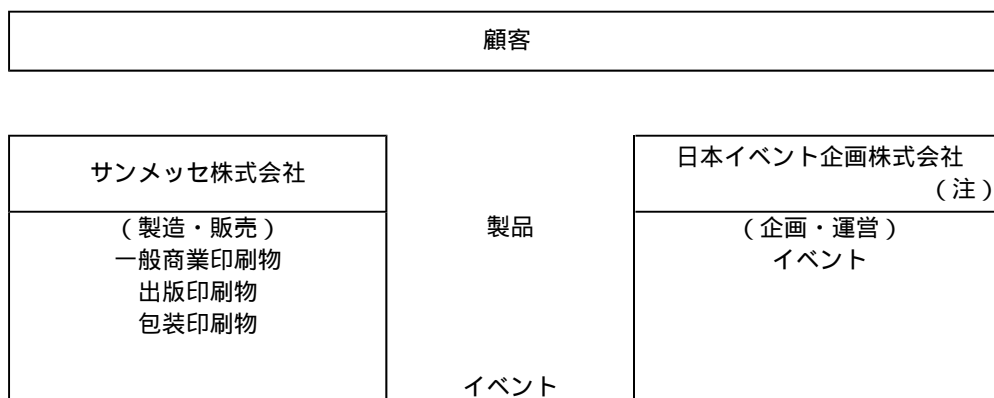 顧客
サンメッセ株式会社
日本イベント企画株式会社
(注)
(製造・販売)
一般商業印刷物
出版印刷物
包装印刷物
製品
イベント
(企画・運営)
イベント